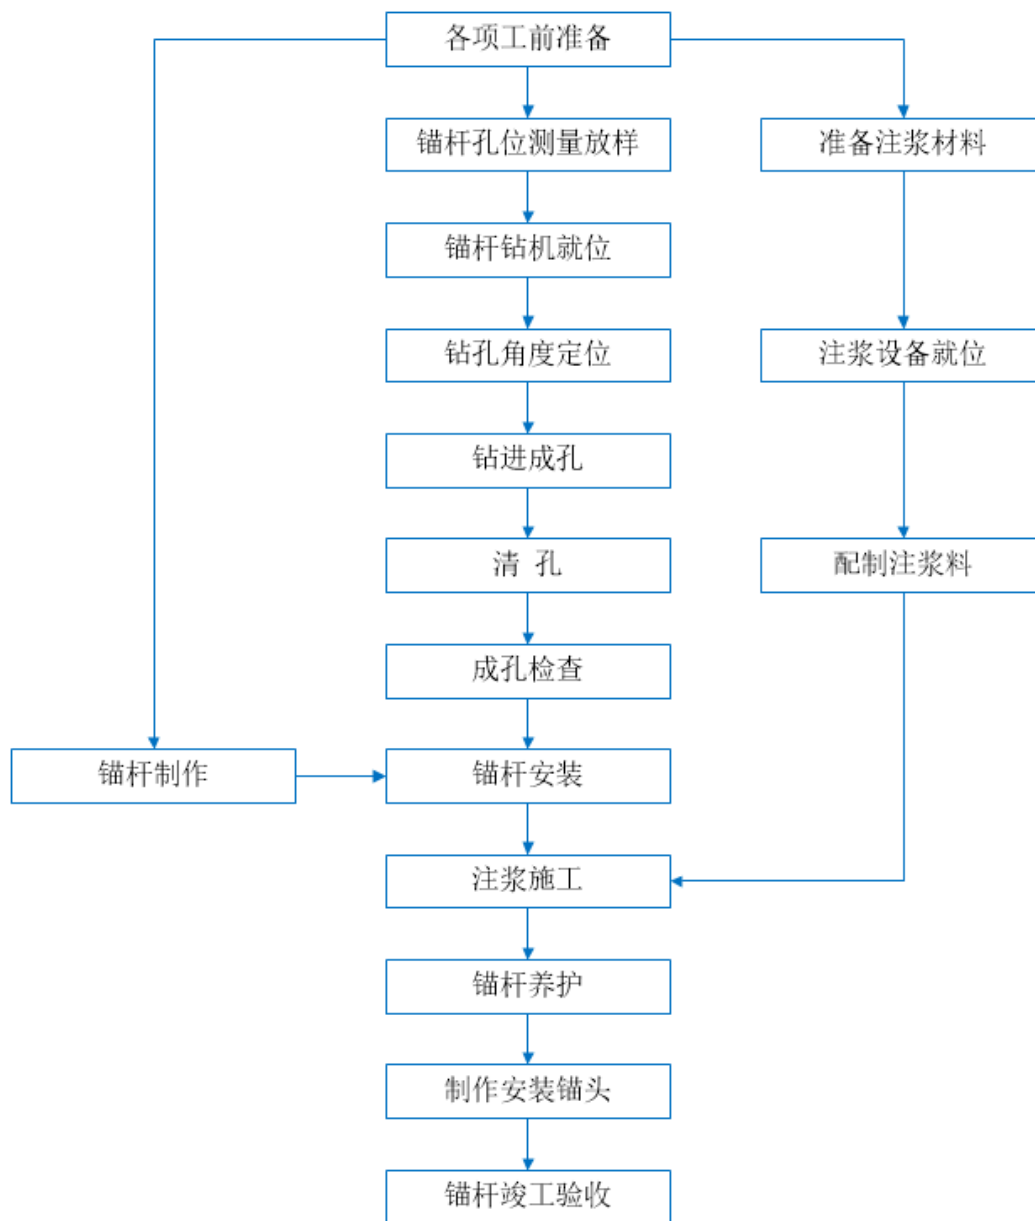 各项工前准备
锚杆孔位测量放样
准备注浆材料
锚杆钻机就位
钻孔角度定位
注浆设备就位
钻进成孔
清 孔
配制注浆料
成孔检查
锚杆制作
锚杆安装
注浆施工
锚杆养护
制作安装锚头
锚杆竣工验收